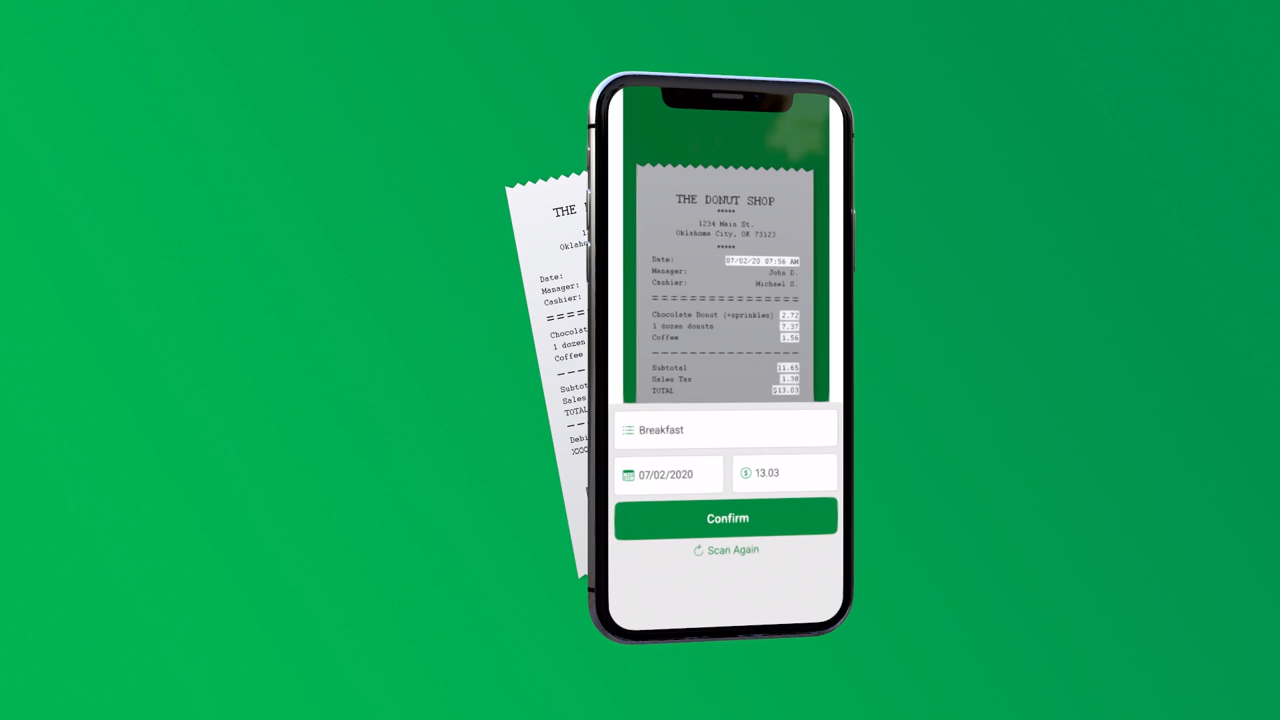 THE
1
Oklaho
Date:
Manager:
Cashier:
====
Chocolat
1 dozen
Coffee
---
Subtot
Sales
TOTAL
---
Debi
XXXX
THE DONUT SHOP
*****
1234 Main St.
Oklahoma City, OK 73123
*****
Date: 07/02/20 07:56 AM
Manager: John D.
Cashier: Michael S.
==================
Chocolate Donut (+sprinkles) 2.72
1 dozen donuts 7.37
Coffee 1.56
------------------
Subtotal 11.65
Sales Tax 1.38
TOTAL $13.03
Breakfast
07/02/2020 13.03
Confirm
Scan Again